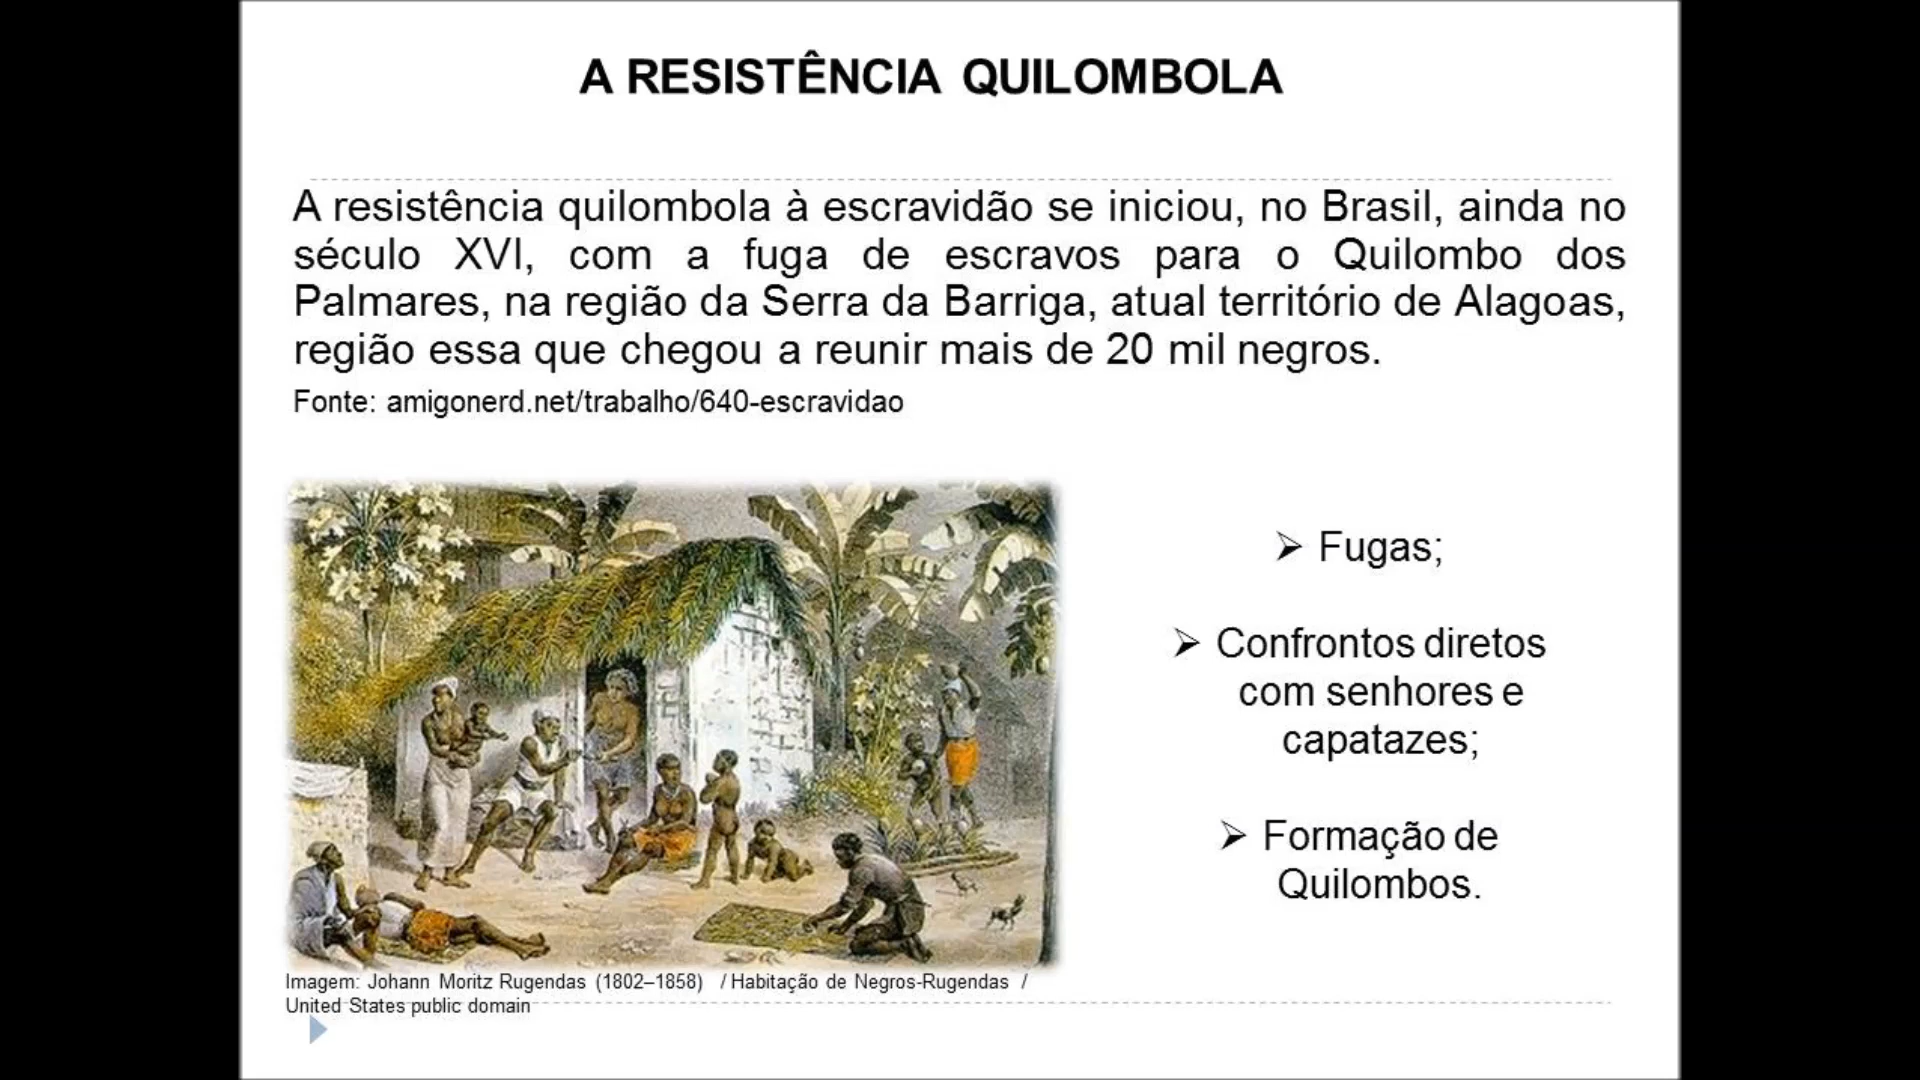 A RESISTÊNCIA QUILOMBOLA
A resistência quilombola à escravidão se iniciou, no Brasil, ainda no
século XVI, com a fuga de escravos para o Quilombo dos
Palmares, na região da Serra da Barriga, atual território de Alagoas,
região essa que chegou a reunir mais de 20 mil negros.
Fonte: amigonerd.net/trabalho/640-escravidao
➢ Fugas;
➢ Confrontos diretos
com senhores e
capatazes;
➢ Formação de
Quilombos.
Imagem: Johann Moritz Rugendas (1802–1858) / Habitação de Negros-Rugendas /
United States public domain